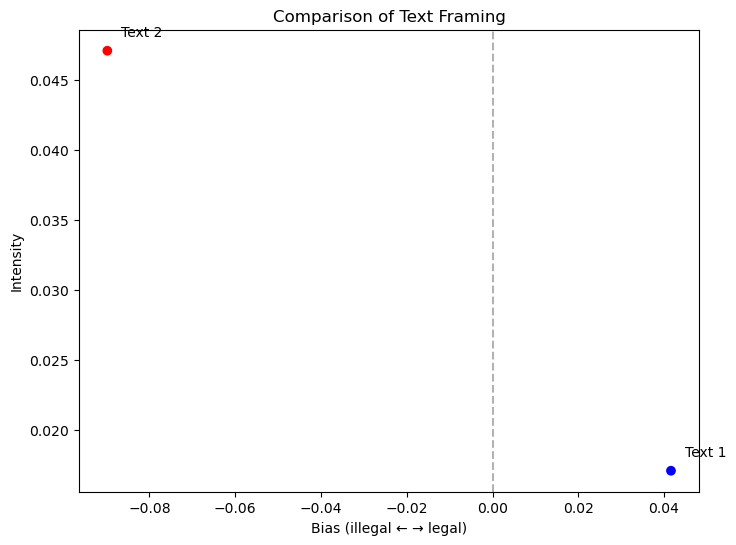 Comparison of Text Framing
Text 2
0.045
0.040
0.035
0.030
0.025
0.020
Intensity
Text 1
−0.08 −0.06 −0.04 −0.02 0.00 0.02 0.04
Bias (illegal ← → legal)